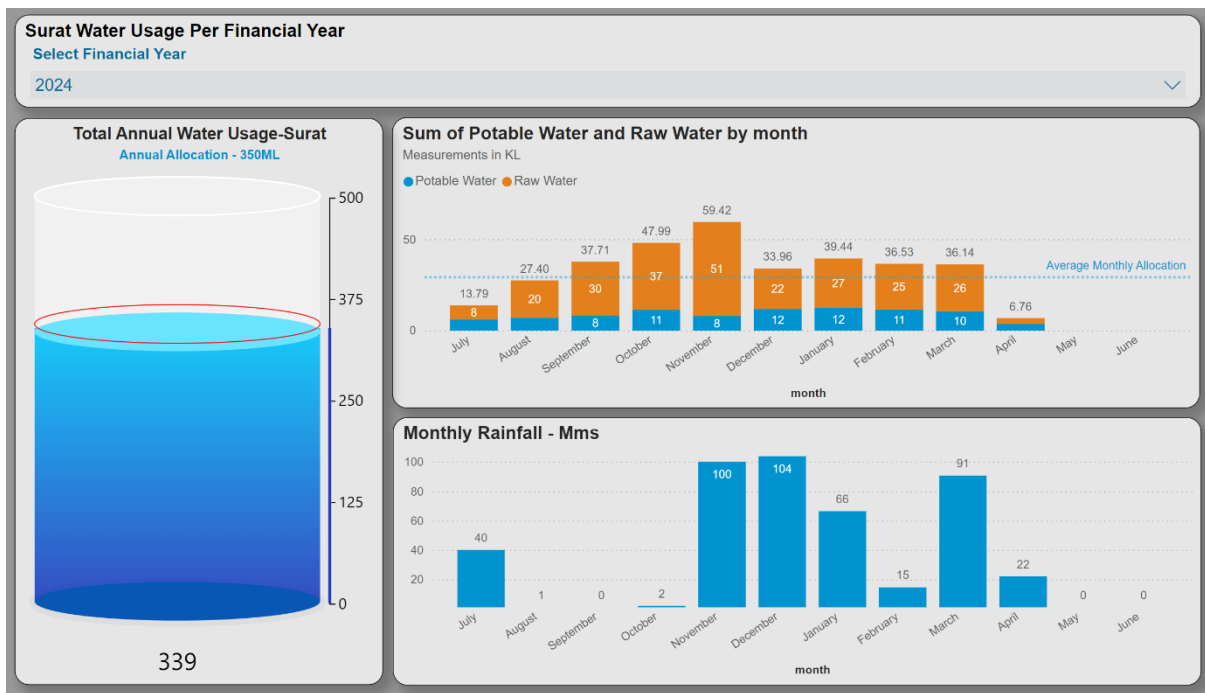 Surat Water Usage Per Financial Year
Select Financial Year
2024
Total Annual Water Usage-Surat
Annual Allocation - 350ML
500
375
250
125
0
339
Sum of Potable Water and Raw Water by month
Measurements in KL
Potable Water Raw Water
50
0
Average Monthly Allocation
13.79
27.40
37.71
47.99
59.42
33.96
39.44
36.53
36.14
6.76
8
20
30
37
51
22
27
25
26
8
11
8
12
12
11
10
July
August
September
October
November
December
January
February
March
April
May
June
month
Monthly Rainfall - Mms
100
80
60
40
20
40
1
0
2
100
104
66
15
91
22
0
0
July
August
September
October
November
December
January
February
March
April
May
June
month